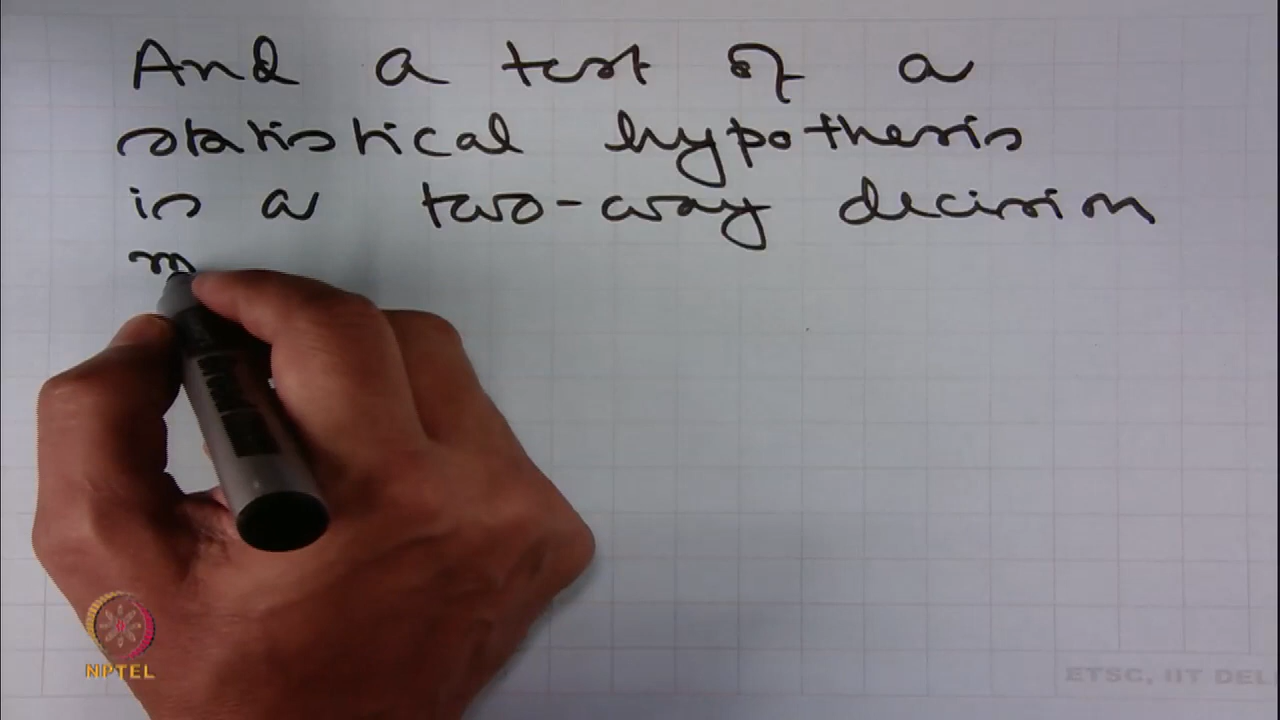 And a test of a
statistical hypothesis
is a two-way decision
m
NPTEL
ETSC, IIT DEL